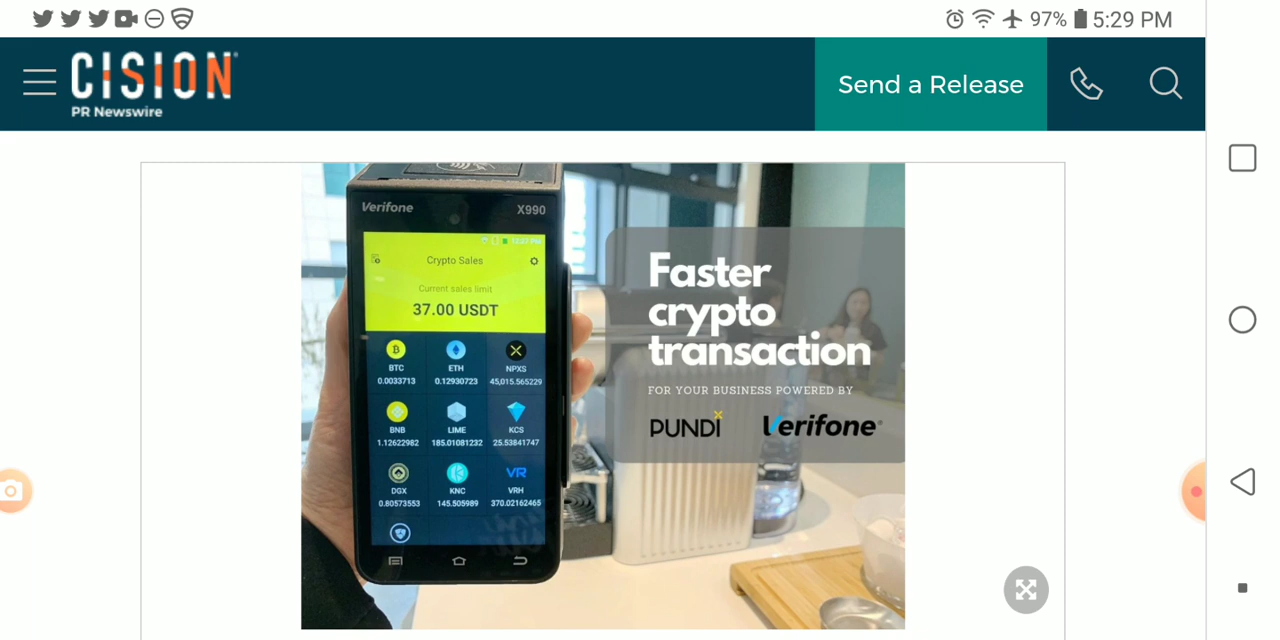 97% 5:29 PM
CISION
PR Newswire
Send a Release
Verifone X990
Crypto Sales
Current sales limit
37.00 USDT
BTC ETH NPXS
0.0033713 0.12930723 45,015.565229
BNB LIME KCS
1.12622982 185.01081232 25.53841747
DGX KNC VRH
0.80573553 145.505989 370.02162465
Faster
crypto
transaction
FOR YOUR BUSINESS POWERED BY
PUNDI X Verifone